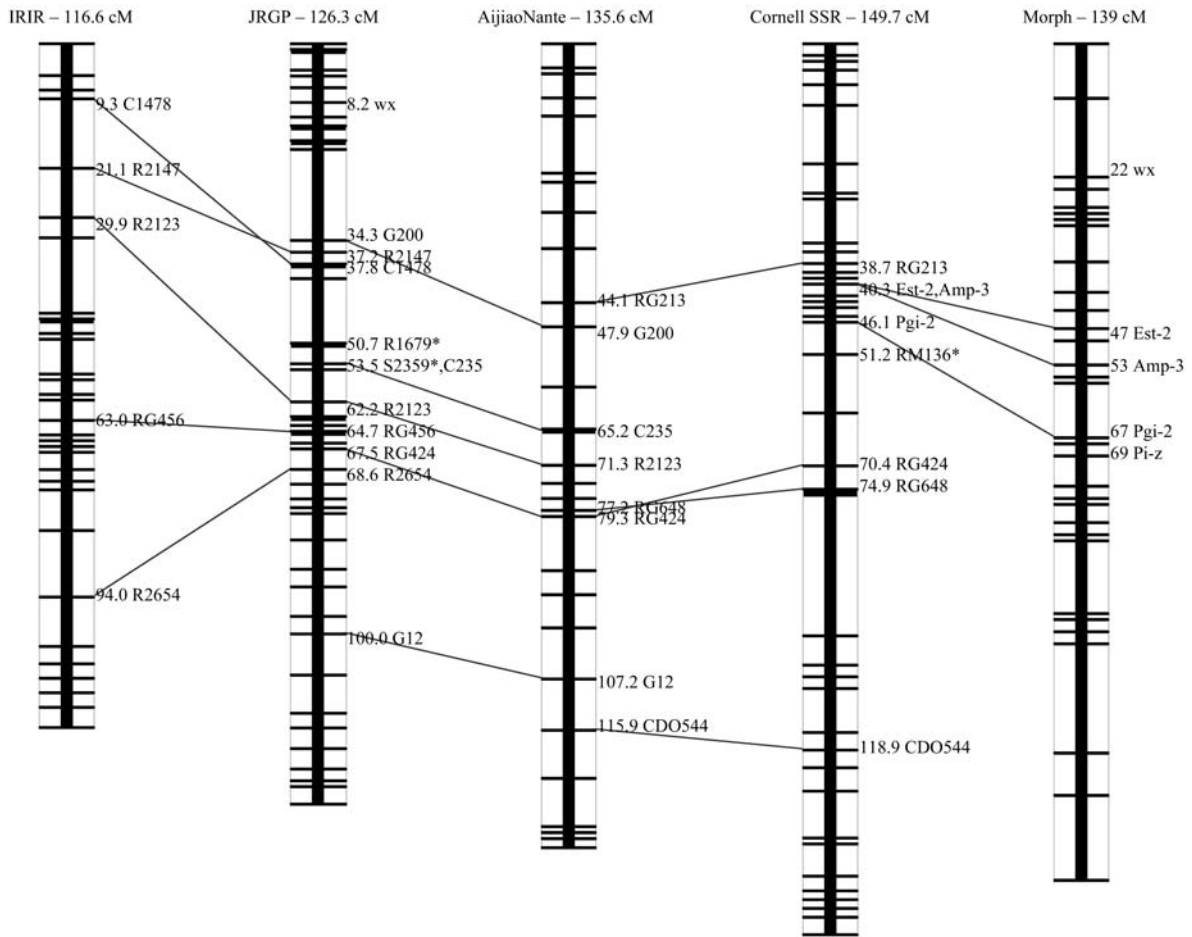 IRIR – 116.6 cM
JRGP – 126.3 cM
AijiaoNante – 135.6 cM
Cornell SSR – 149.7 cM
Morph – 139 cM
9.3 C1478
21.1 R2147
29.9 R2123
63.0 RG456
94.0 R2654
8.2 wx
34.3 G200
37.2 R2147
37.8 C1478
50.7 R1679*
53.5 S2359*,C235
62.2 R2123
64.7 RG456
67.5 RG424
68.6 R2654
100.0 G12
44.1 RG213
47.9 G200
65.2 C235
71.3 R2123
77.2 RG648
79.3 RG424
107.2 G12
115.9 CDO544
38.7 RG213
40.3 Est-2,Amp-3
46.1 Pgi-2
51.2 RM136*
70.4 RG424
74.9 RG648
118.9 CDO544
22 wx
47 Est-2
53 Amp-3
67 Pgi-2
69 Pi-z